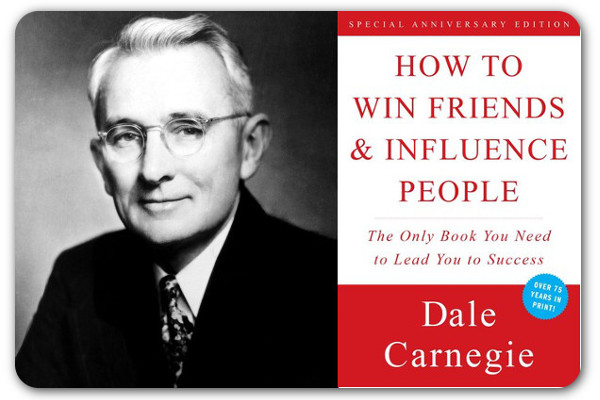 SPECIAL ANNIVERSARY EDITION
HOW TO
WIN FRIENDS
& INFLUENCE
PEOPLE
The Only Book You Need
to Lead You to Success
OVER 75
YEARS IN
PRINT!
Dale
Carnegie